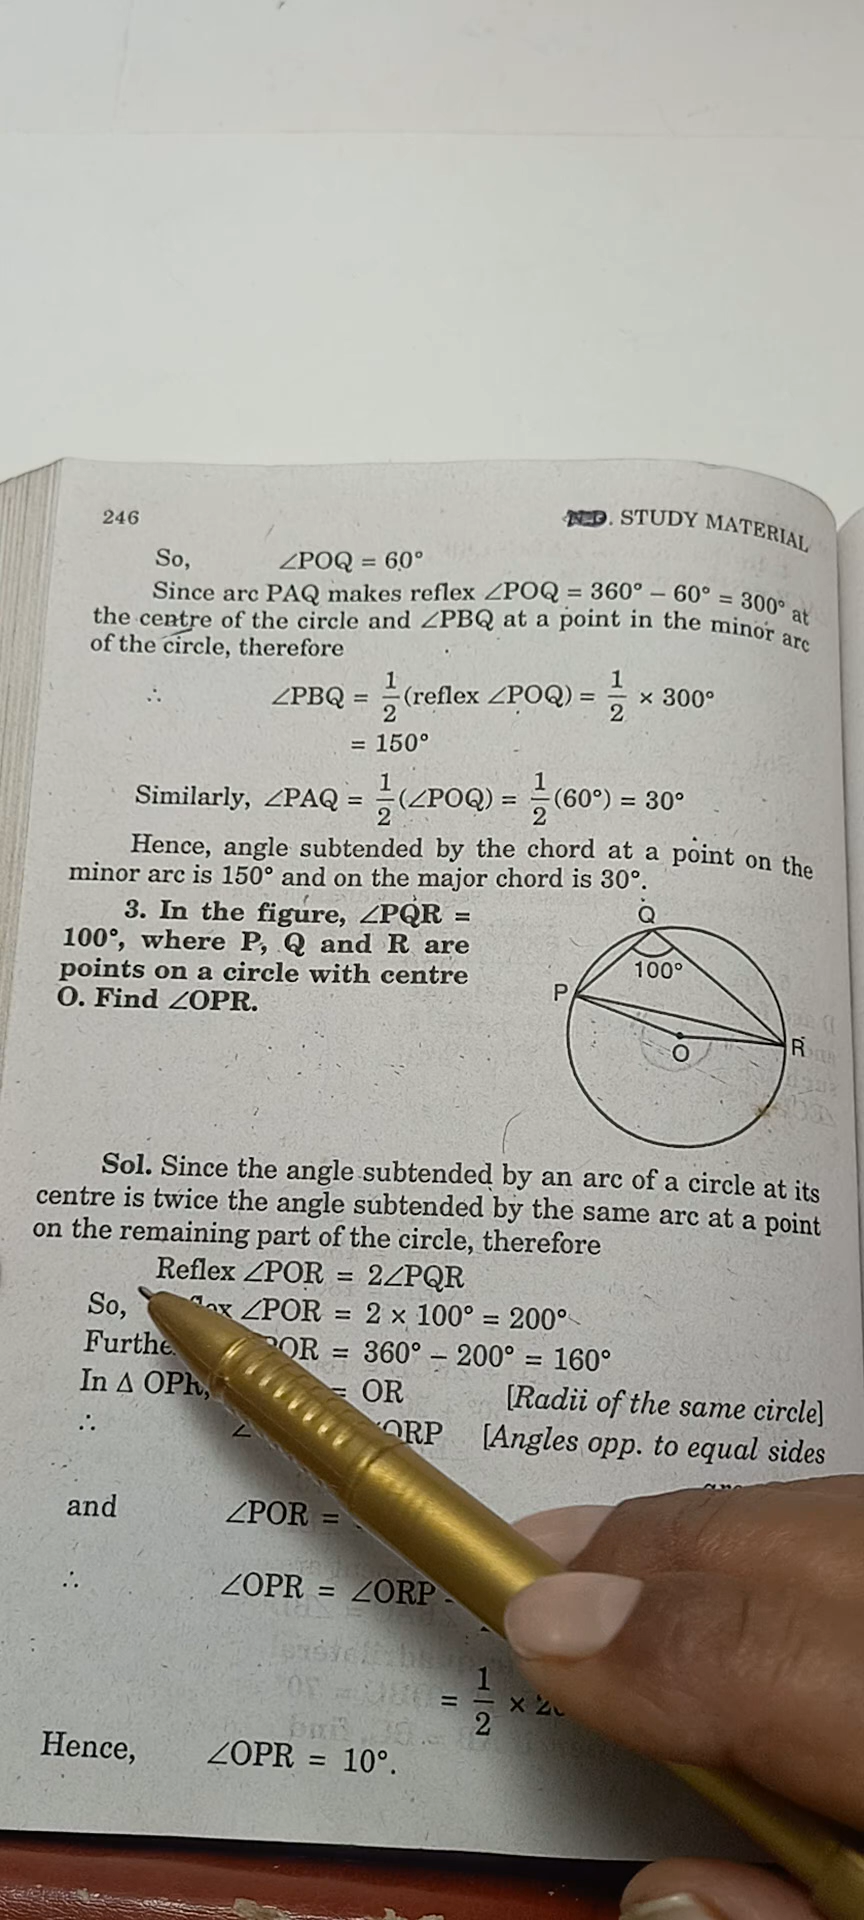 246
D. STUDY MATERIAL
So, ∠POQ = 60°
Since arc PAQ makes reflex ∠POQ = 360° – 60° = 300° at
the centre of the circle and ∠PBQ at a point in the minor arc
of the circle, therefore
∴ ∠PBQ = 1/2 (reflex ∠POQ) = 1/2 × 300°
= 150°
Similarly, ∠PAQ = 1/2 (∠POQ) = 1/2 (60°) = 30°
Hence, angle subtended by the chord at a point on the
minor arc is 150° and on the major chord is 30°.
3. In the figure, ∠PQR =
100°, where P, Q and R are
points on a circle with centre
O. Find ∠OPR.
Q
100°
P
O
R
Sol. Since the angle subtended by an arc of a circle at its
centre is twice the angle subtended by the same arc at a point
on the remaining part of the circle, therefore
Reflex ∠POR = 2∠PQR
So, ∠POR = 2 × 100° = 200°
= 360° – 200° = 160°
In Δ OPR, = OR [Radii of the same circle]
∴ ∠ ∠ORP [Angles opp. to equal sides
and ∠POR =
∴ ∠OPR = ∠ORP
= 1/2 ×
Hence, ∠OPR = 10°.